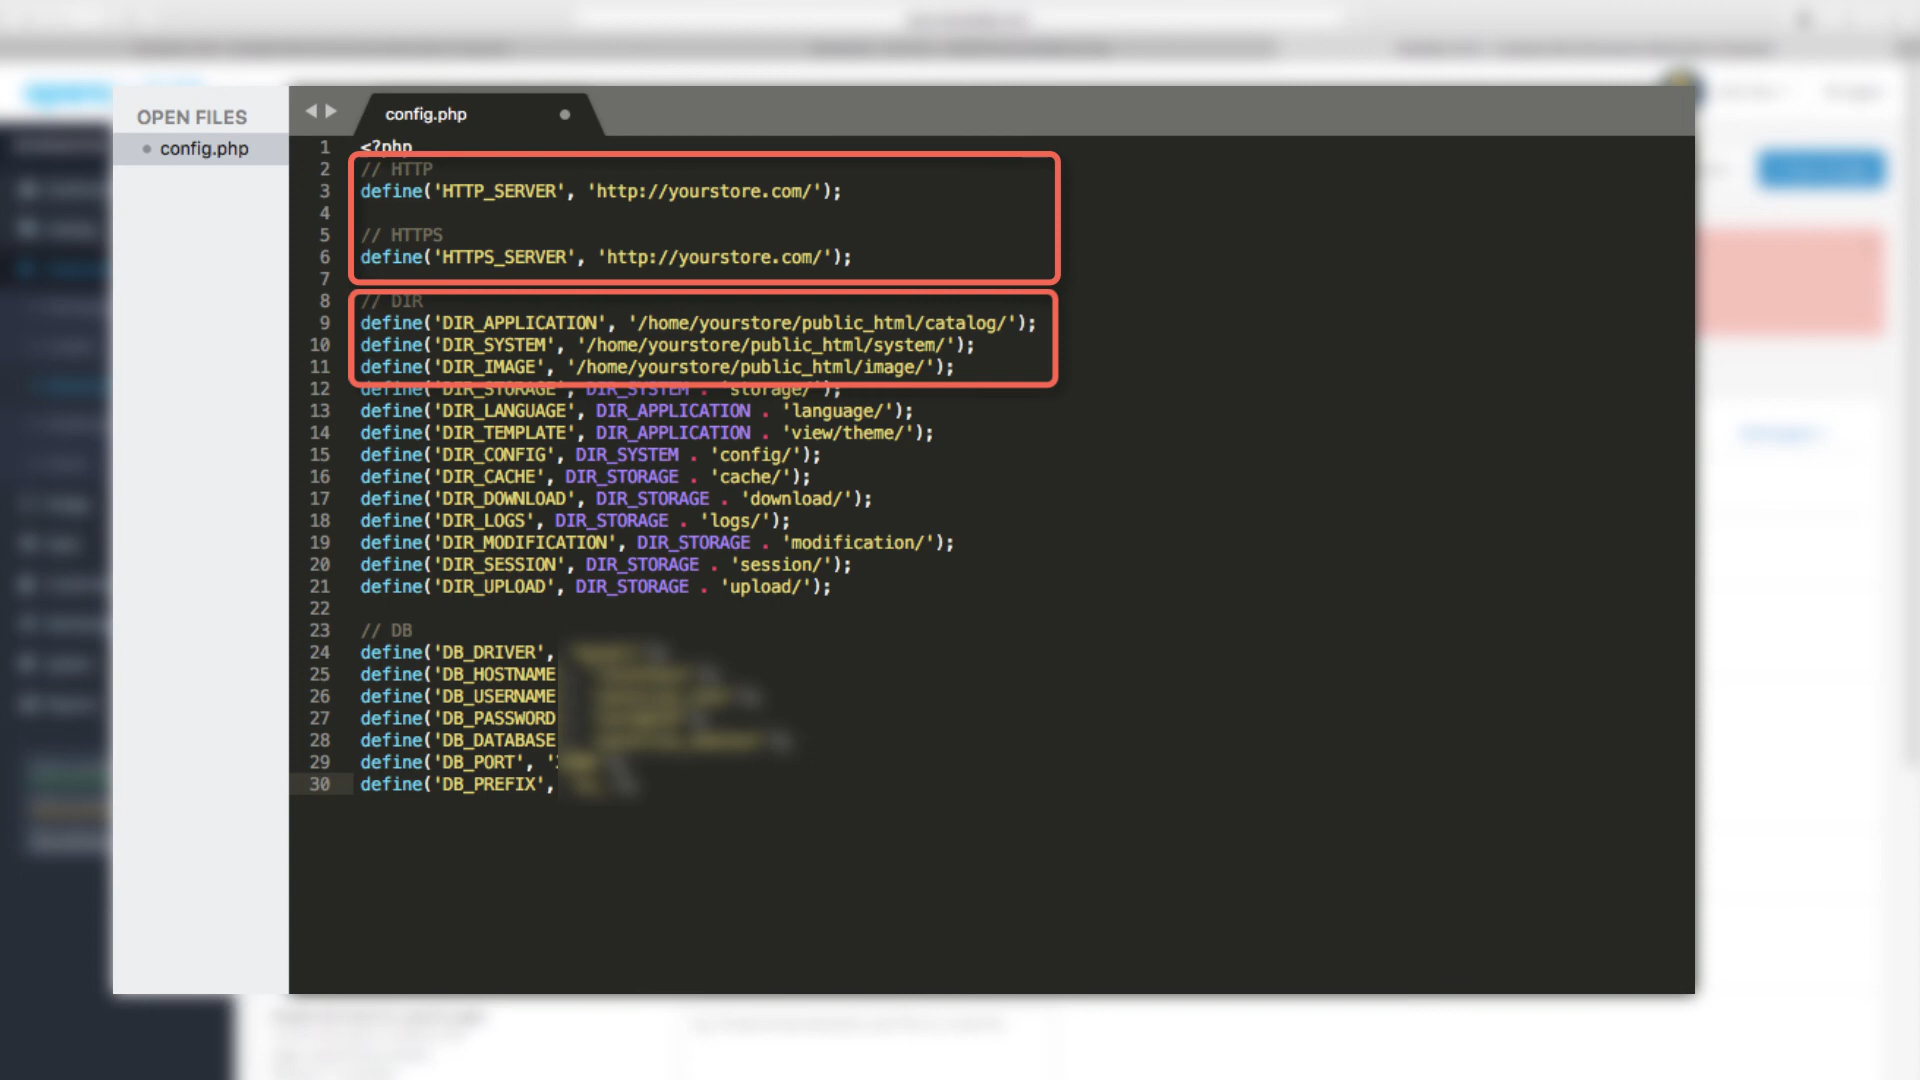 OPEN FILES
config.php
config.php
1 <?php
2 // HTTP
3 define('HTTP_SERVER', 'http://yourstore.com/');
4
5 // HTTPS
6 define('HTTPS_SERVER', 'http://yourstore.com/');
7
8 // DIR
9 define('DIR_APPLICATION', '/home/yourstore/public_html/catalog/');
10 define('DIR_SYSTEM', '/home/yourstore/public_html/system/');
11 define('DIR_IMAGE', '/home/yourstore/public_html/image/');
12 define('DIR_STORAGE', DIR_SYSTEM . 'storage/');
13 define('DIR_LANGUAGE', DIR_APPLICATION . 'language/');
14 define('DIR_TEMPLATE', DIR_APPLICATION . 'view/theme/');
15 define('DIR_CONFIG', DIR_SYSTEM . 'config/');
16 define('DIR_CACHE', DIR_STORAGE . 'cache/');
17 define('DIR_DOWNLOAD', DIR_STORAGE . 'download/');
18 define('DIR_LOGS', DIR_STORAGE . 'logs/');
19 define('DIR_MODIFICATION', DIR_STORAGE . 'modification/');
20 define('DIR_SESSION', DIR_STORAGE . 'session/');
21 define('DIR_UPLOAD', DIR_STORAGE . 'upload/');
22
23 // DB
24 define('DB_DRIVER',
25 define('DB_HOSTNAME
26 define('DB_USERNAME
27 define('DB_PASSWORD
28 define('DB_DATABASE
29 define('DB_PORT', '
30 define('DB_PREFIX',